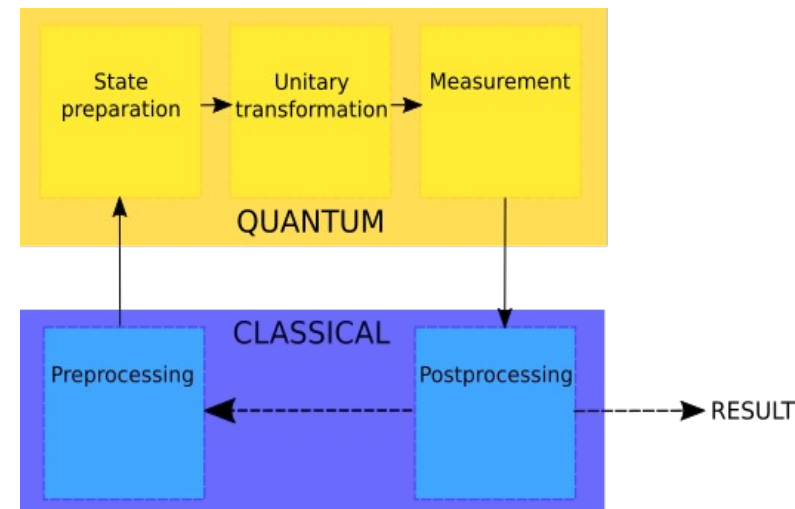 State
preparation
Unitary
transformation
Measurement
QUANTUM
CLASSICAL
Preprocessing
Postprocessing
RESULT